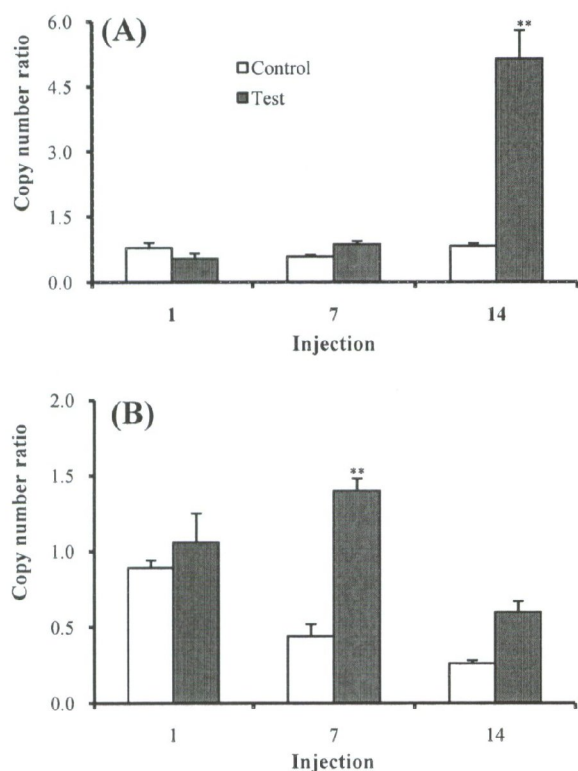 (A)
Copy number ratio
6.0
4.5
3.0
1.5
0.0
Control
Test
**
1 7 14
Injection
(B)
Copy number ratio
2.0
1.5
1.0
0.5
0.0
**
1 7 14
Injection